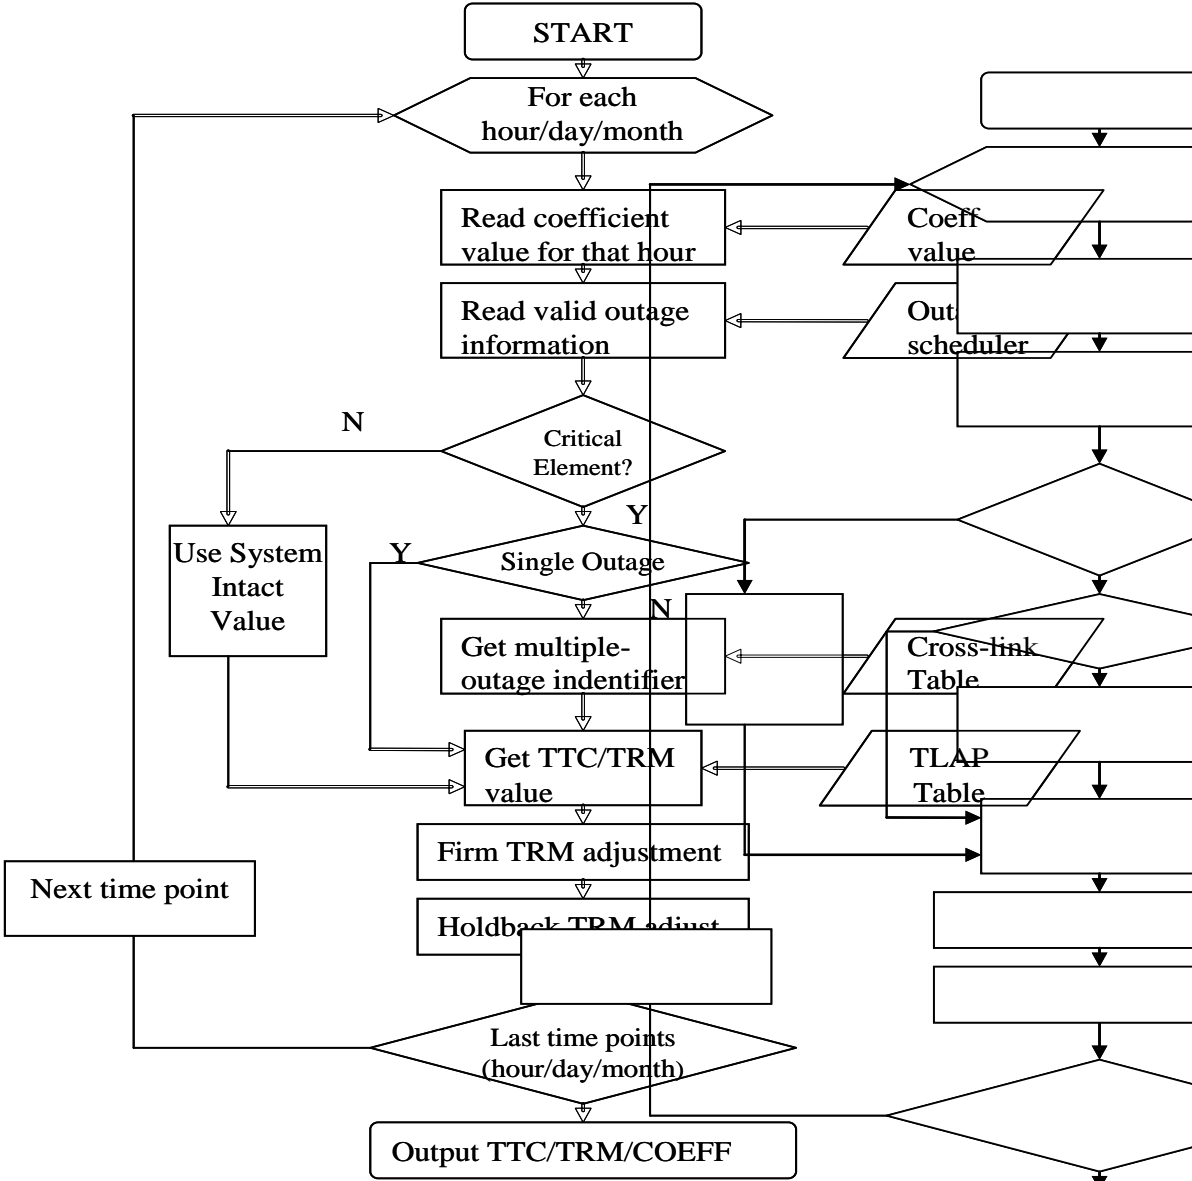 START
For each
hour/day/month
Read coefficient
value for that hour
Coeff
value
Read valid outage
information
scheduler
N
Critical
Element?
Y
Use System
Intact
Value
Y
Single Outage
N
Get multiple-
outage indentifier
Cross-link
Table
Get TTC/TRM
value
TLAP
Table
Firm TRM adjustment
Next time point
Holdback TRM adjust
Last time points
(hour/day/month)
Output TTC/TRM/COEFF